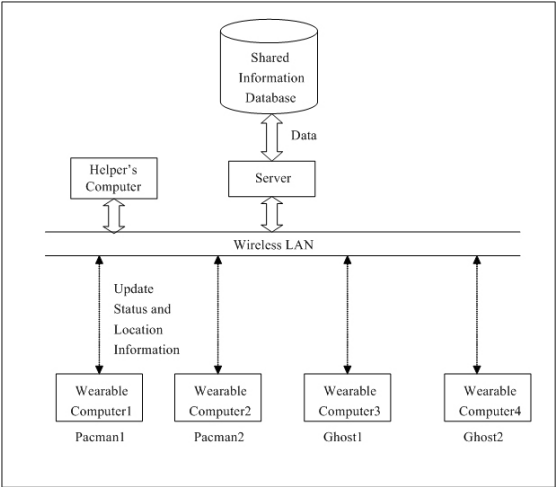 Shared
Information
Database
Data
Helper's
Computer
Server
Wireless LAN
Update
Status and
Location
Information
Wearable
Computer1
Wearable
Computer2
Wearable
Computer3
Wearable
Computer4
Pacman1
Pacman2
Ghost1
Ghost2